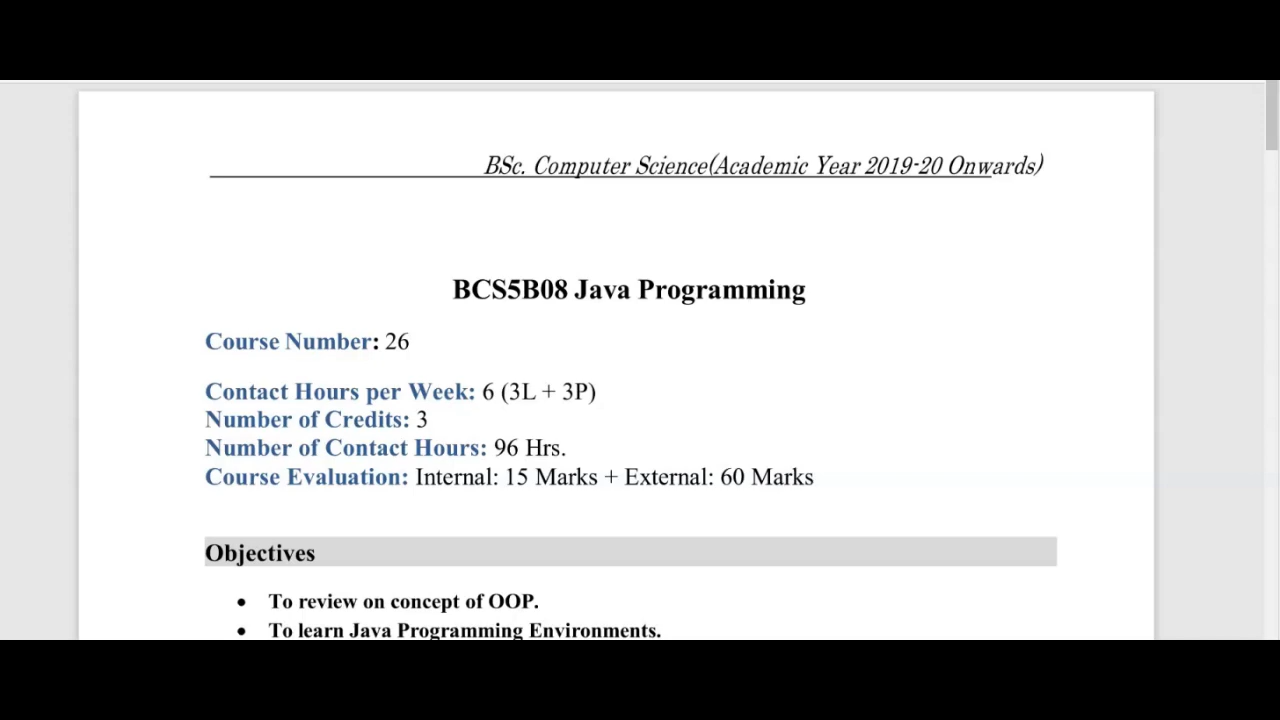 BSc. Computer Science(Academic Year 2019-20 Onwards)
BCS5B08 Java Programming
Course Number: 26
Contact Hours per Week: 6 (3L + 3P)
Number of Credits: 3
Number of Contact Hours: 96 Hrs.
Course Evaluation: Internal: 15 Marks + External: 60 Marks
Objectives
• To review on concept of OOP.
• To learn Java Programming Environments.